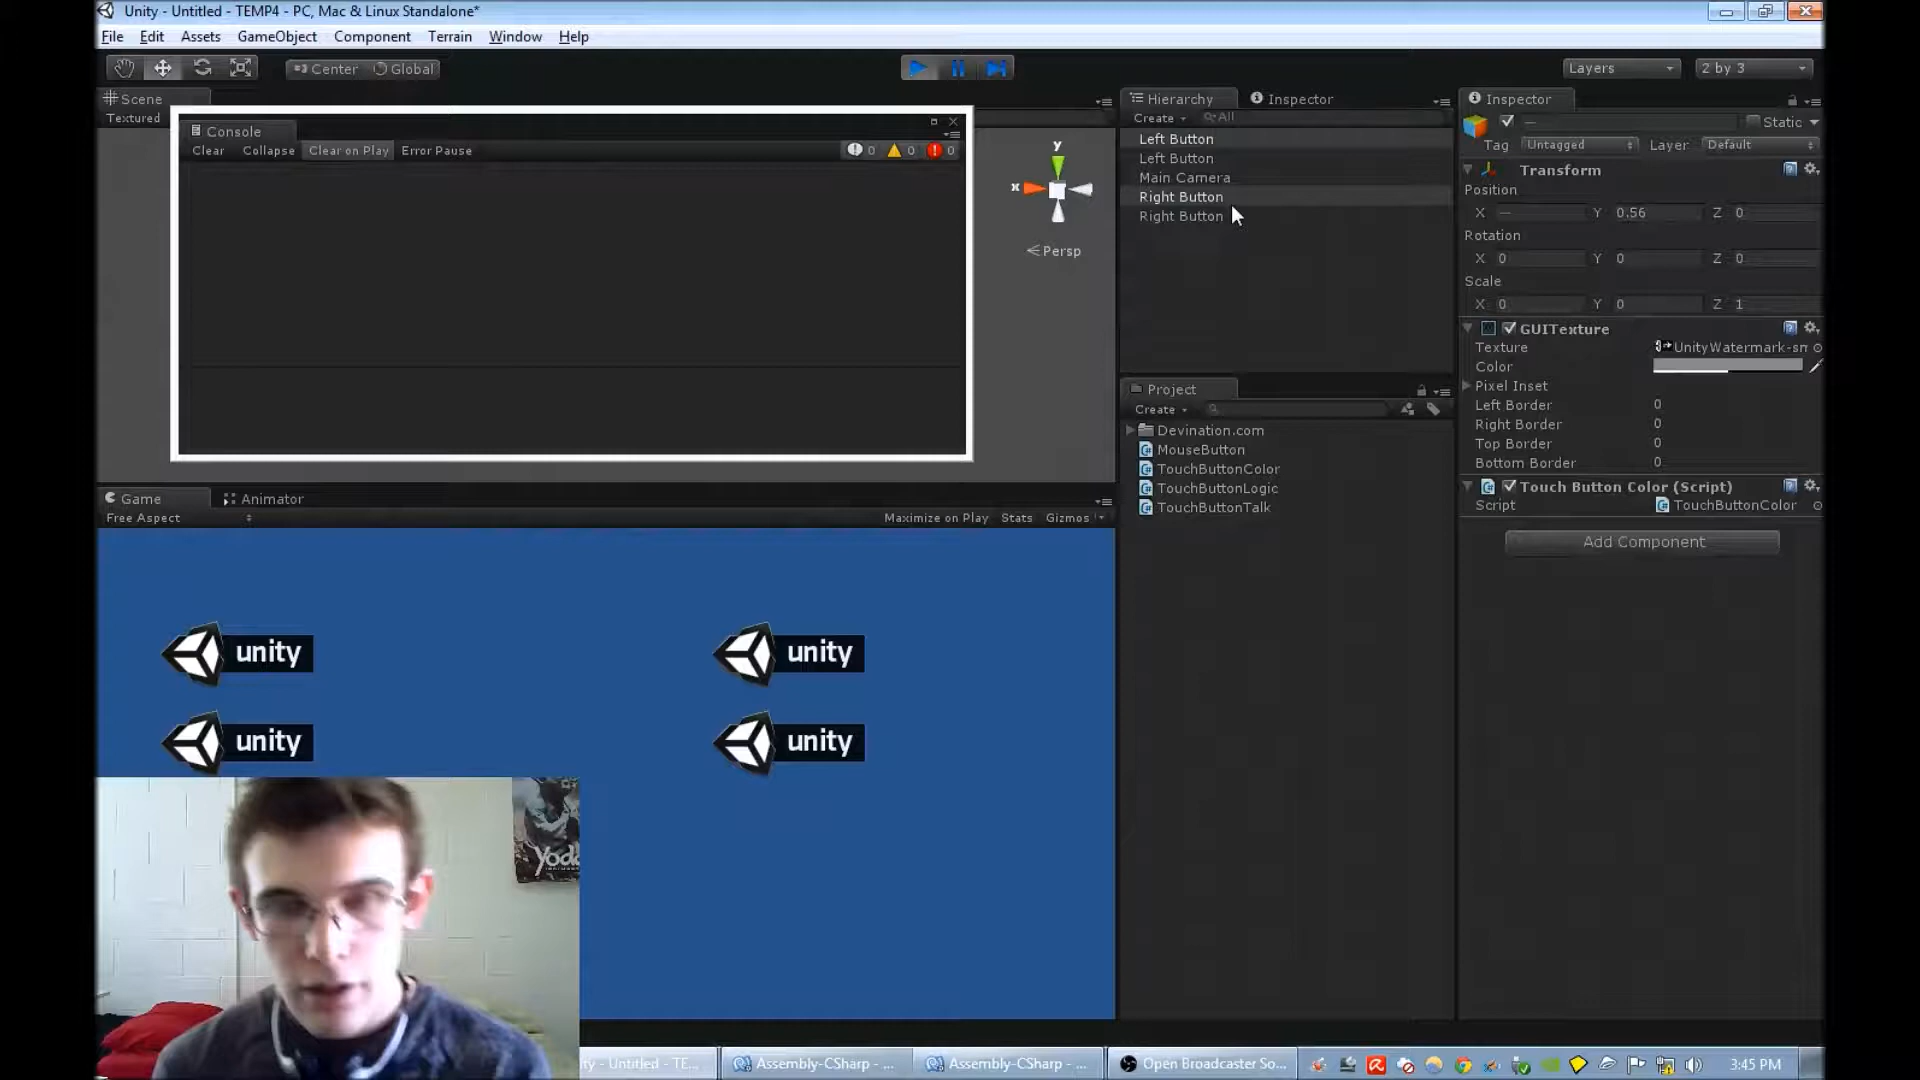 Unity - Untitled - TEMP4 - PC, Mac & Linux Standalone*
File Edit Assets GameObject Component Terrain Window Help
Center Global
Layers
2 by 3
Scene
Textured
Console
Clear Collapse Clear on Play Error Pause
0 0 0
y
x
Persp
Hierarchy
Inspector
Create
All
Left Button
Left Button
Main Camera
Right Button
Right Button
Project
Create
Devination.com
MouseButton
TouchButtonColor
TouchButtonLogic
TouchButtonTalk
Inspector
Static
Tag Untagged Layer Default
Transform
Position
X — Y 0.56 Z 0
Rotation
X 0 Y 0 Z 0
Scale
X 0 Y 0 Z 1
GUITexture
Texture UnityWatermark-sm
Color
Pixel Inset
Left Border 0
Right Border 0
Top Border 0
Bottom Border 0
Touch Button Color (Script)
Script TouchButtonColor
Add Component
Game
Animator
Free Aspect
Maximize on Play Stats Gizmos
unity
unity
unity
unity
Yoda
ty - Untitled - TE...
Assembly-CSharp - ...
Assembly-CSharp - ...
Open Broadcaster So...
3:45 PM